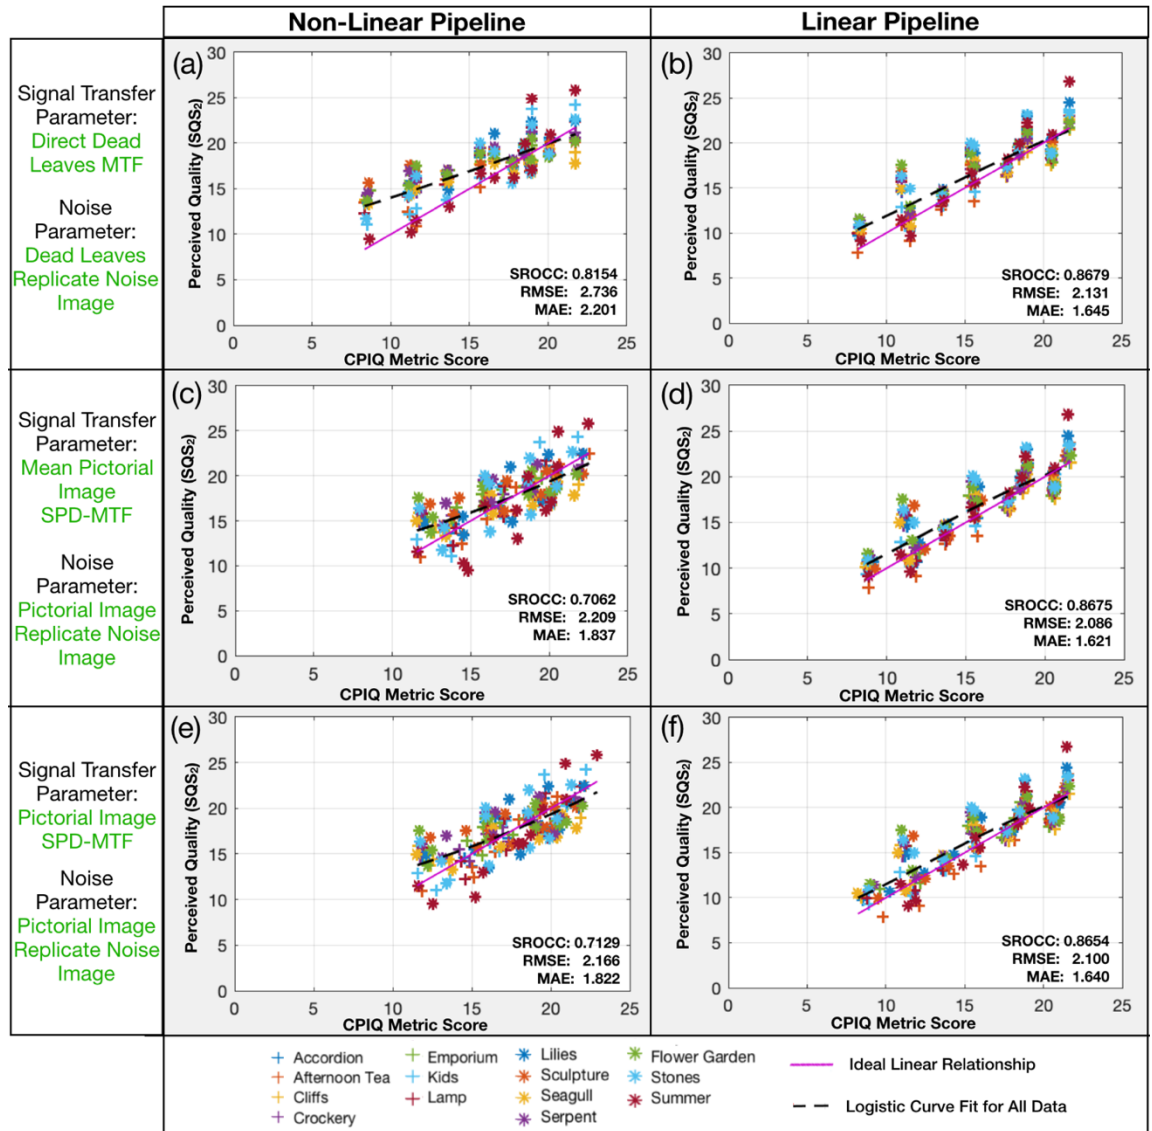 Non-Linear Pipeline
Linear Pipeline
Signal Transfer
Parameter:
Direct Dead
Leaves MTF
Noise
Parameter:
Dead Leaves
Replicate Noise
Image
(a)
Perceived Quality (SQS₂)
30
25
20
15
10
5
0
SROCC: 0.8154
RMSE: 2.736
MAE: 2.201
0 5 10 15 20 25
CPIQ Metric Score
(b)
Perceived Quality (SQS₂)
30
25
20
15
10
5
0
SROCC: 0.8679
RMSE: 2.131
MAE: 1.645
0 5 10 15 20 25
CPIQ Metric Score
Signal Transfer
Parameter:
Mean Pictorial
Image
SPD-MTF
Noise
Parameter:
Pictorial Image
Replicate Noise
Image
(c)
Perceived Quality (SQS₂)
30
25
20
15
10
5
0
SROCC: 0.7062
RMSE: 2.209
MAE: 1.837
0 5 10 15 20 25
CPIQ Metric Score
(d)
Perceived Quality (SQS₂)
30
25
20
15
10
5
0
SROCC: 0.8675
RMSE: 2.086
MAE: 1.621
0 5 10 15 20 25
CPIQ Metric Score
Signal Transfer
Parameter:
Pictorial Image
SPD-MTF
Noise
Parameter:
Pictorial Image
Replicate Noise
Image
(e)
Perceived Quality (SQS₂)
30
25
20
15
10
5
0
SROCC: 0.7129
RMSE: 2.166
MAE: 1.822
0 5 10 15 20 25
CPIQ Metric Score
(f)
Perceived Quality (SQS₂)
30
25
20
15
10
5
0
SROCC: 0.8654
RMSE: 2.100
MAE: 1.640
0 5 10 15 20 25
CPIQ Metric Score
Accordion
Afternoon Tea
Cliffs
Crockery
Emporium
Kids
Lamp
Lilies
Sculpture
Seagull
Serpent
Flower Garden
Stones
Summer
Ideal Linear Relationship
Logistic Curve Fit for All Data